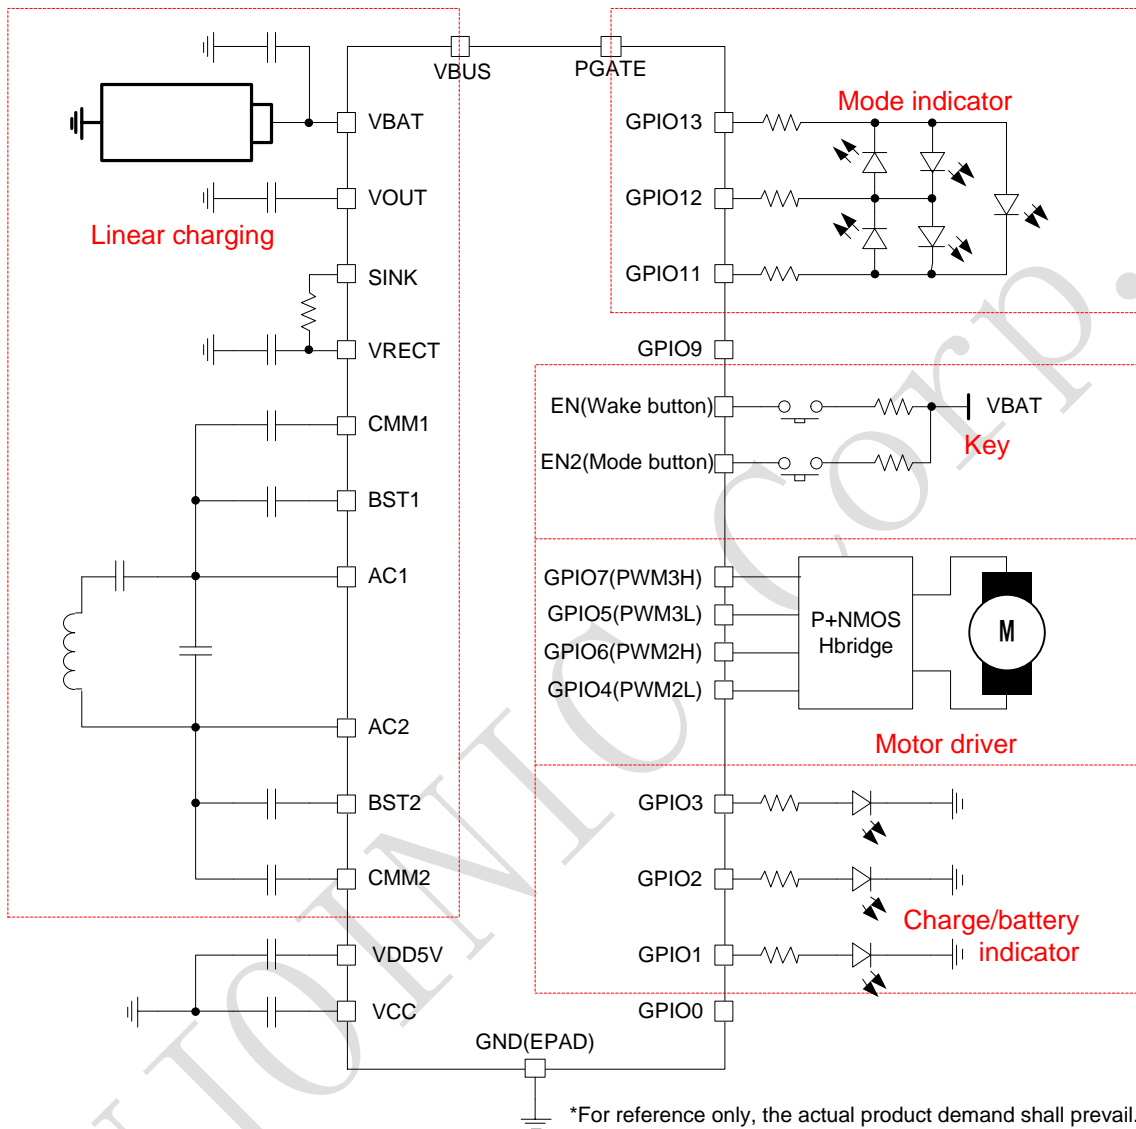 VBUS
PGATE
VBAT
VOUT
Linear charging
SINK
VRECT
CMM1
BST1
AC1
AC2
BST2
CMM2
VDD5V
VCC
GND(EPAD)
Mode indicator
GPIO13
GPIO12
GPIO11
GPIO9
EN(Wake button)
VBAT
Key
EN2(Mode button)
GPIO7(PWM3H)
GPIO5(PWM3L)
GPIO6(PWM2H)
GPIO4(PWM2L)
P+NMOS
Hbridge
M
Motor driver
GPIO3
GPIO2
Charge/battery
indicator
GPIO1
GPIO0
*For reference only, the actual product demand shall prevail.
Corp.